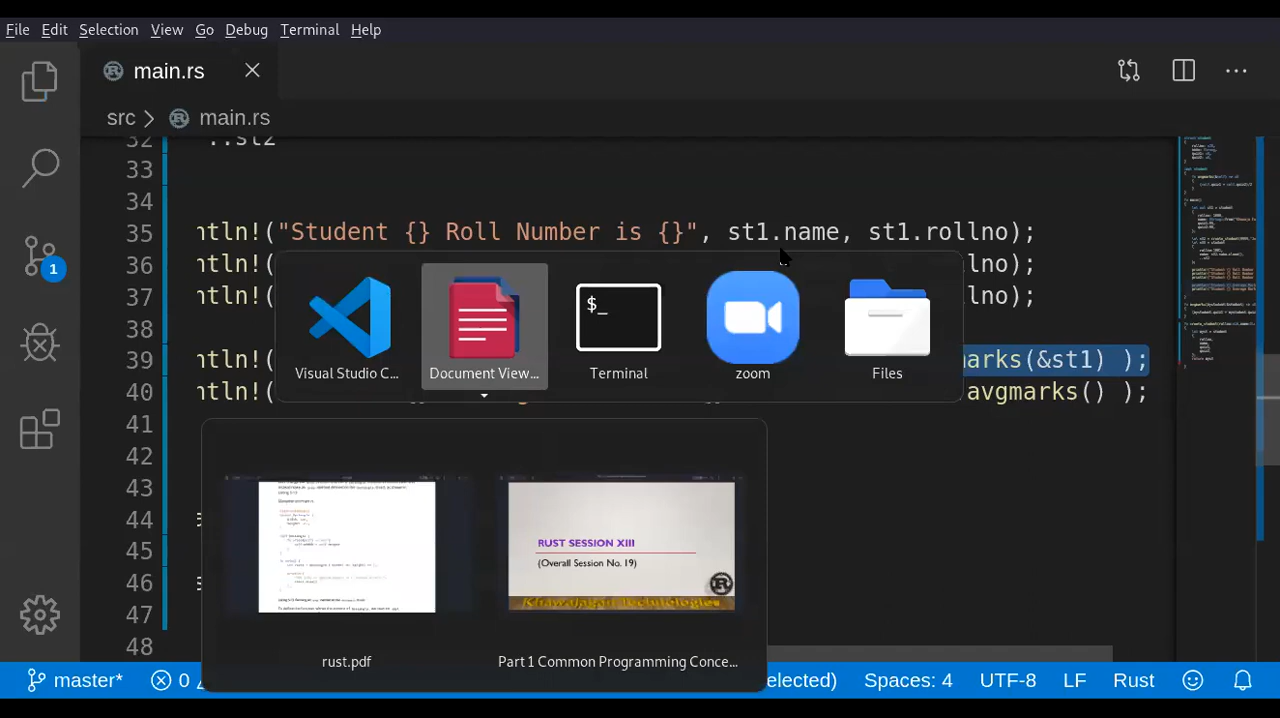 File Edit Selection View Go Debug Terminal Help
main.rs
src > main.rs
32 ..st2
33
34
35 ntln!("Student {} Roll Number is {}", st1.name, st1.rollno);
36 ntln!( lno);
37 ntln!( lno);
38
39 ntln!( marks(&st1) );
40 ntln!( avgmarks() );
41
42
43
44
45
46
47
48
Visual Studio C... Document View... Terminal zoom Files
$_
RUST SESSION XIII
(Overall Session No. 19)
Khawajagan Technologies
rust.pdf Part 1 Common Programming Conce...
master* 0 elected) Spaces: 4 UTF-8 LF Rust
1